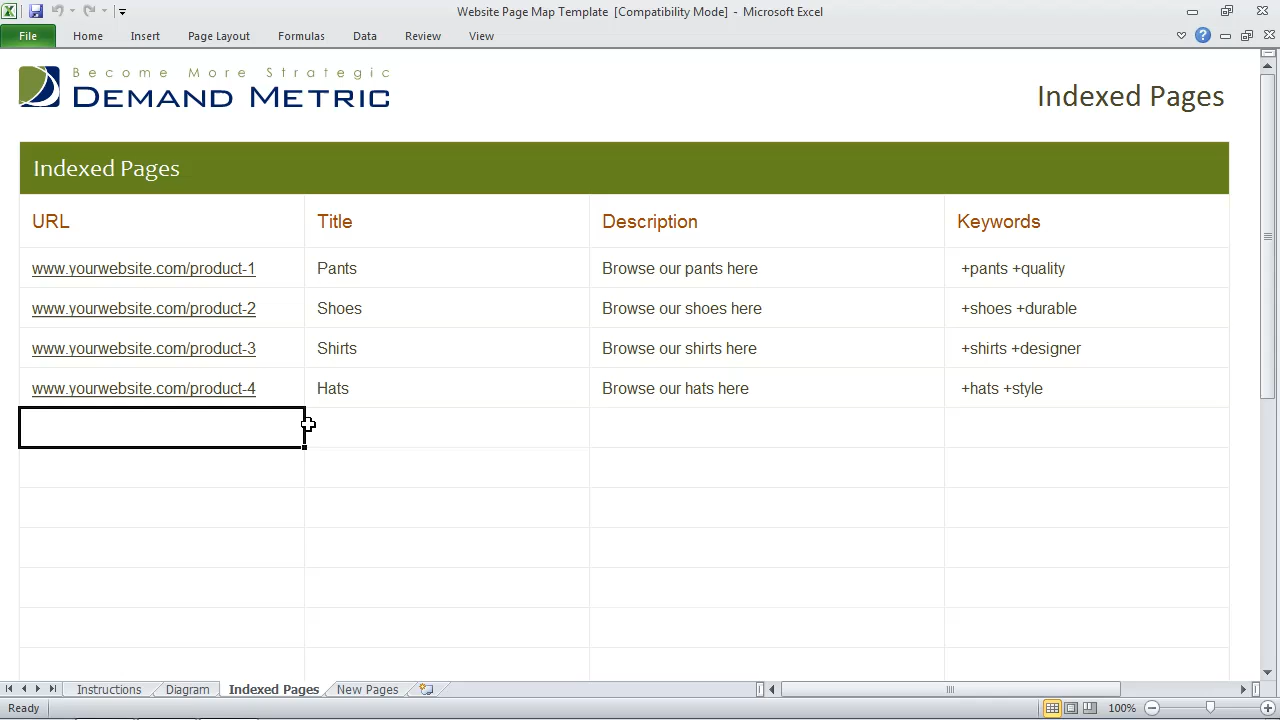 Website Page Map Template [Compatibility Mode] - Microsoft Excel
File Home Insert Page Layout Formulas Data Review View
Become More Strategic
DEMAND METRIC
Indexed Pages
Indexed Pages
URL Title Description Keywords
www.yourwebsite.com/product-1 Pants Browse our pants here +pants +quality
www.yourwebsite.com/product-2 Shoes Browse our shoes here +shoes +durable
www.yourwebsite.com/product-3 Shirts Browse our shirts here +shirts +designer
www.yourwebsite.com/product-4 Hats Browse our hats here +hats +style
Instructions Diagram Indexed Pages New Pages
Ready 100%